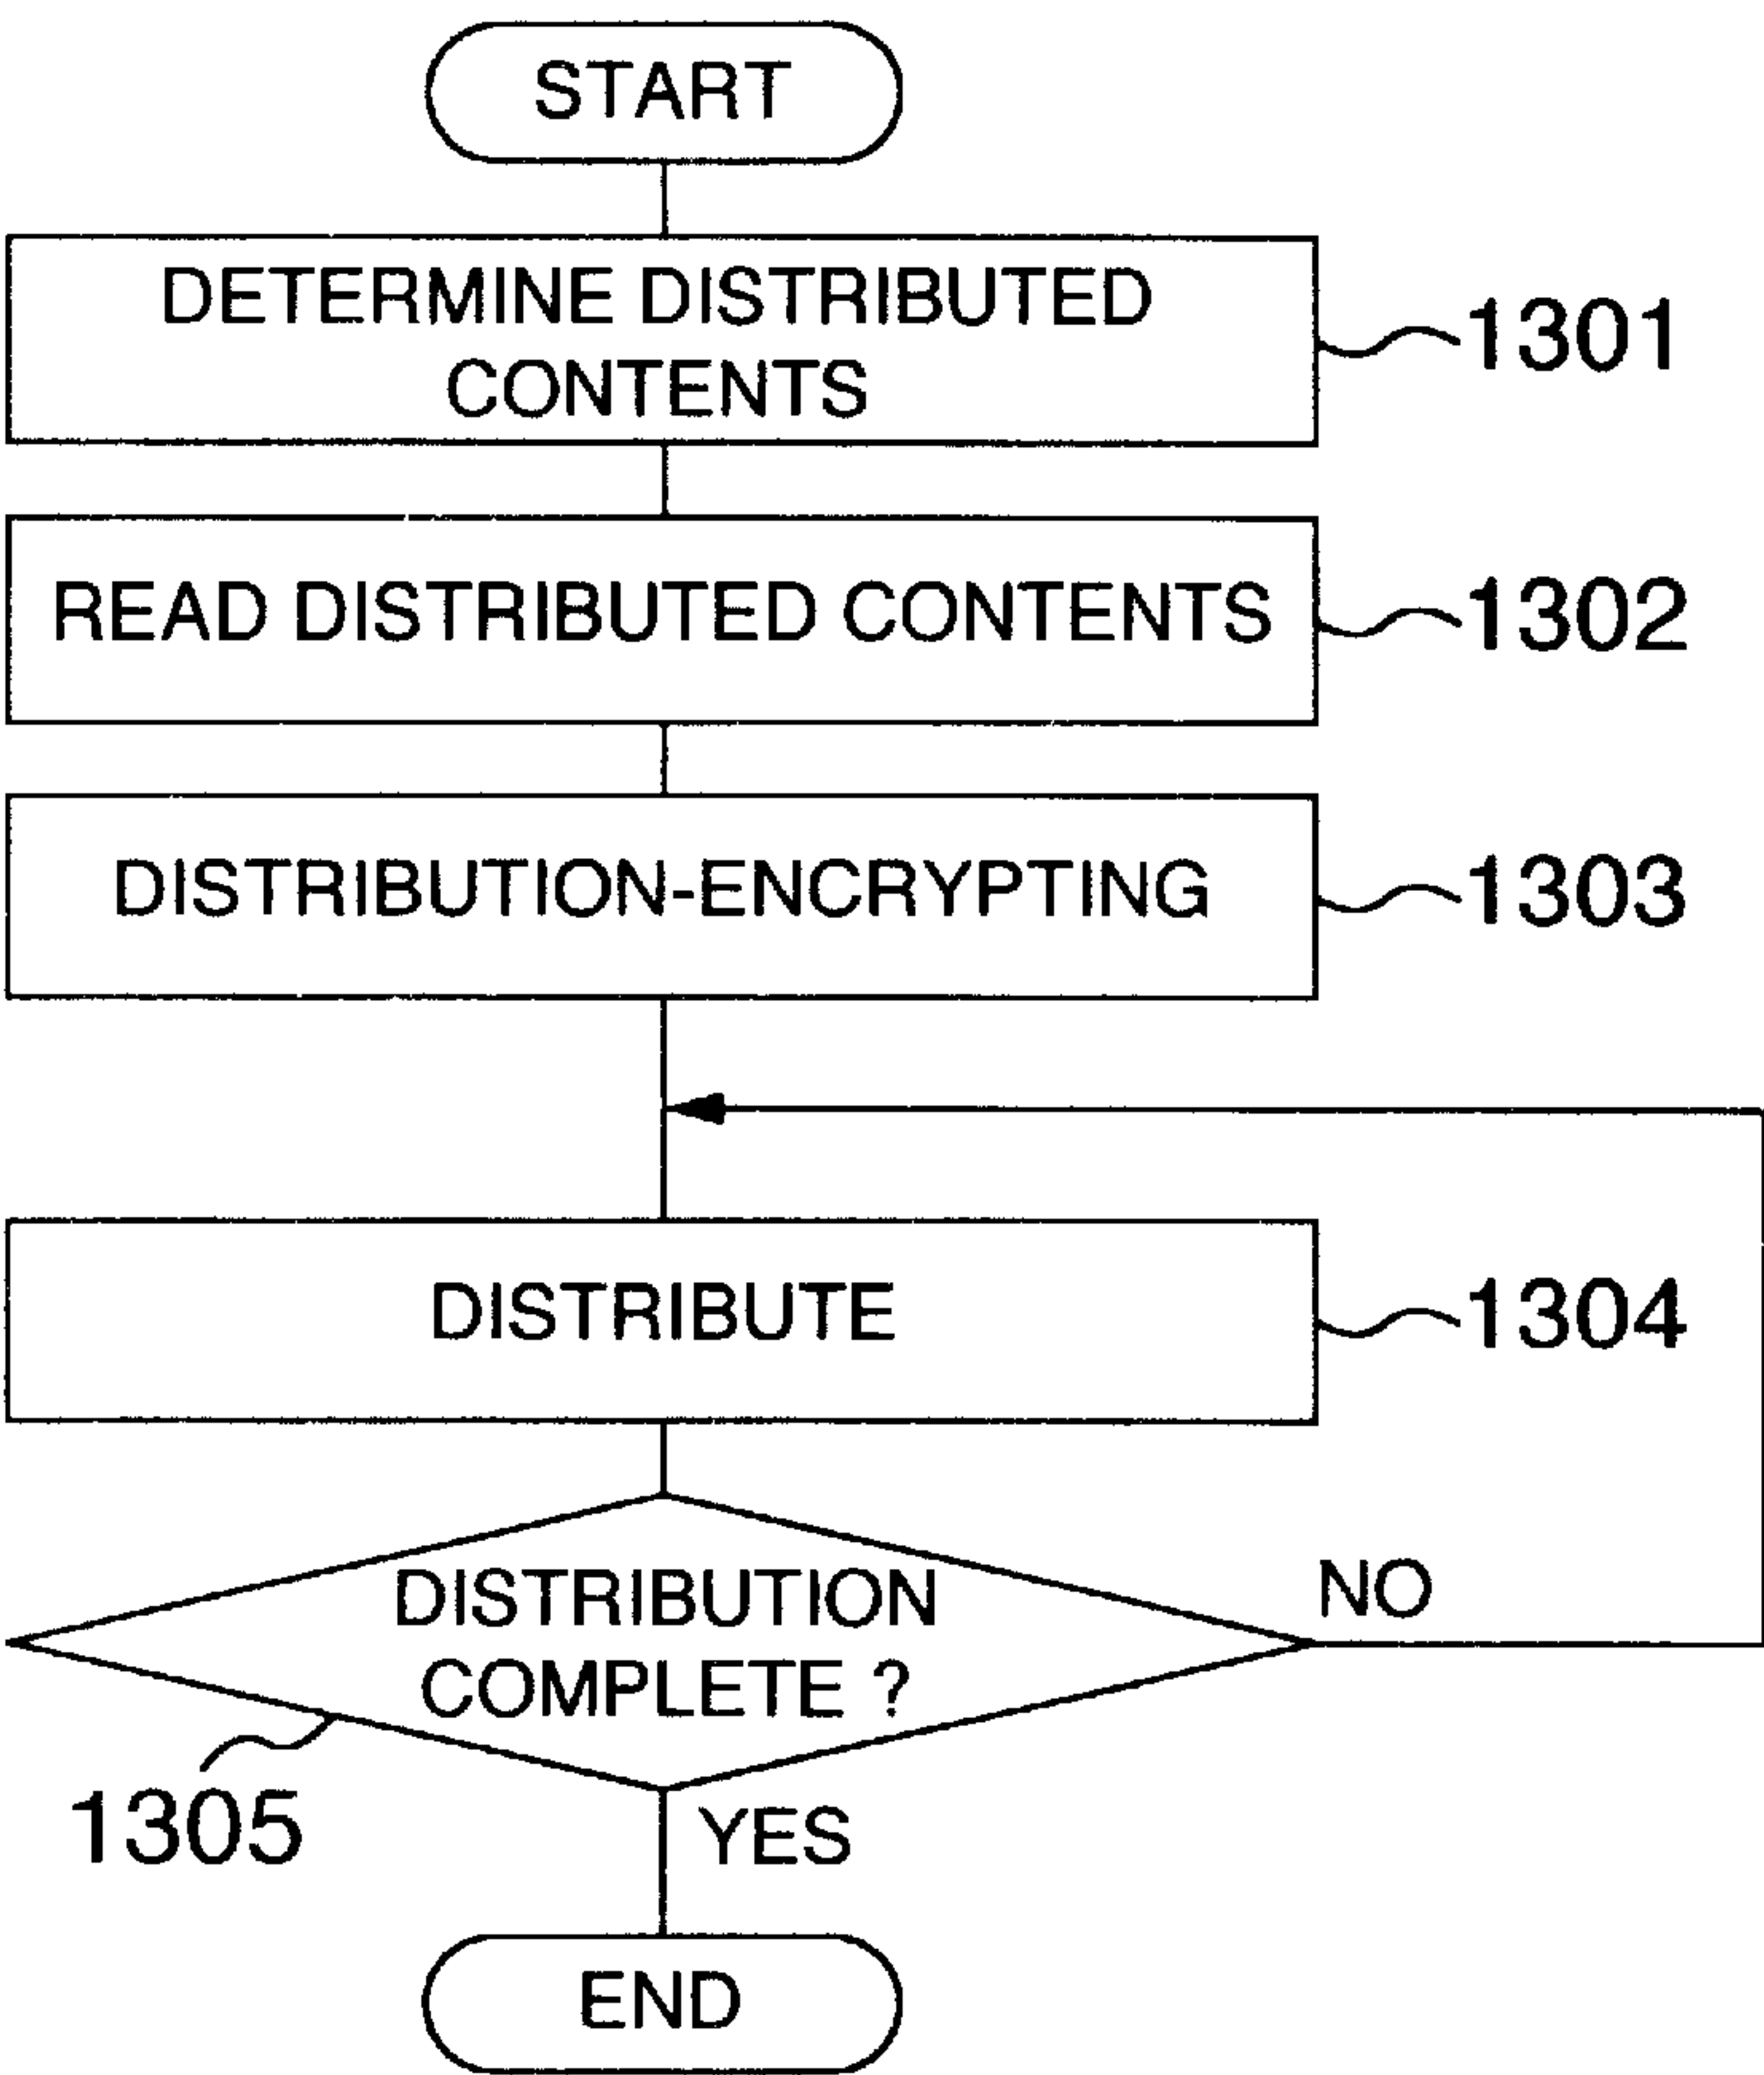 START
DETERMINE DISTRIBUTED
CONTENTS
1301
READ DISTRIBUTED CONTENTS
1302
DISTRIBUTION-ENCRYPTING
1303
DISTRIBUTE
1304
DISTRIBUTION
COMPLETE ?
NO
1305
YES
END